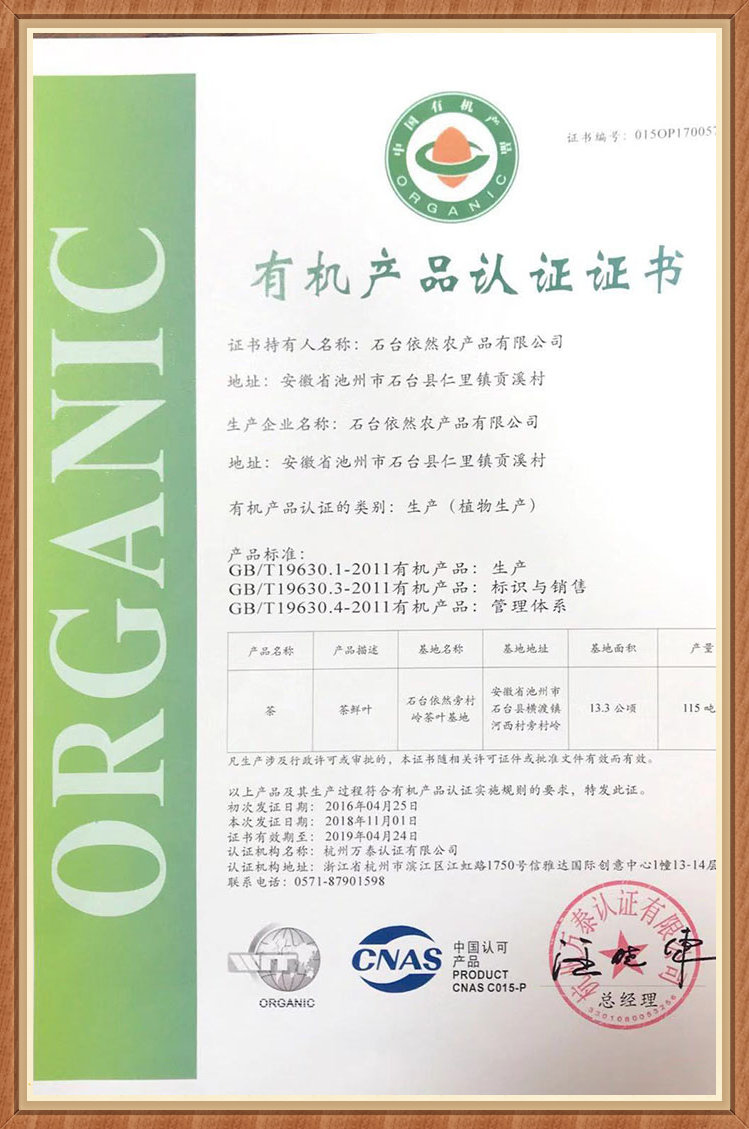 ORGANIC
中国有机产品
ORGANIC
证书编号：015OP17005
有机产品认证证书
证书持有人名称：石台依然农产品有限公司
地址：安徽省池州市石台县仁里镇贡溪村
生产企业名称：石台依然农产品有限公司
地址：安徽省池州市石台县仁里镇贡溪村
有机产品认证的类别：生产（植物生产）
产品标准：
GB/T19630.1-2011有机产品：生产
GB/T19630.3-2011有机产品：标识与销售
GB/T19630.4-2011有机产品：管理体系
产品名称 产品描述 基地名称 基地地址 基地面积 产量
茶 茶鲜叶 石台依然旁村 安徽省池州市 13.3 公顷 115 吨
岭茶叶基地 石台县横渡镇
河西村旁村岭
凡生产涉及行政许可或审批的，本证书随相关许可证件或批准文件有效而有效。
以上产品及其生产过程符合有机产品认证实施规则的要求，特发此证。
初次发证日期：2016年04月25日
本次发证日期：2018年11月01日
证书有效期至：2019年04月24日
认证机构名称：杭州万泰认证有限公司
认证机构地址：浙江省杭州市滨江区江虹路1750号信雅达国际创意中心1幢13-14层
联系电话：0571-87901598
WIT
ORGANIC
CNAS
中国认可
产品
PRODUCT
CNAS C015-P
杭州万泰认证有限公司
总经理